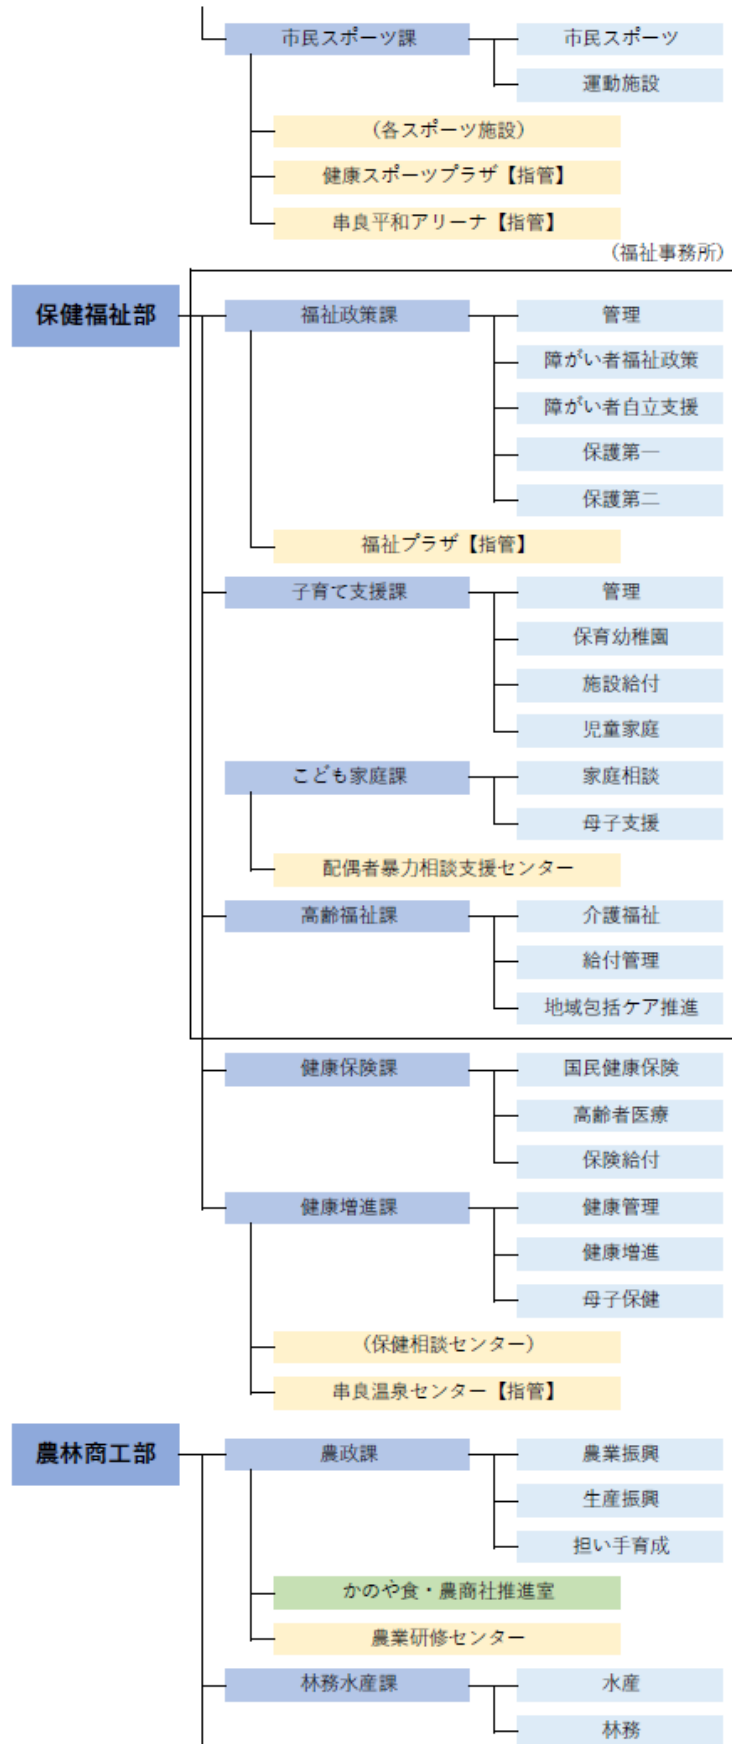 市民スポーツ課
市民スポーツ
運動施設
(各スポーツ施設)
健康スポーツプラザ【指管】
串良平和アリーナ【指管】
(福祉事務所)
保健福祉部
福祉政策課
管理
障がい者福祉政策
障がい者自立支援
保護第一
保護第二
福祉プラザ【指管】
子育て支援課
管理
保育幼稚園
施設給付
児童家庭
こども家庭課
家庭相談
母子支援
配偶者暴力相談支援センター
高齢福祉課
介護福祉
給付管理
地域包括ケア推進
健康保険課
国民健康保険
高齢者医療
保険給付
健康増進課
健康管理
健康増進
母子保健
(保健相談センター)
串良温泉センター【指管】
農林商工部
農政課
農業振興
生産振興
担い手育成
かのや食・農商社推進室
農業研修センター
林務水産課
水産
林務